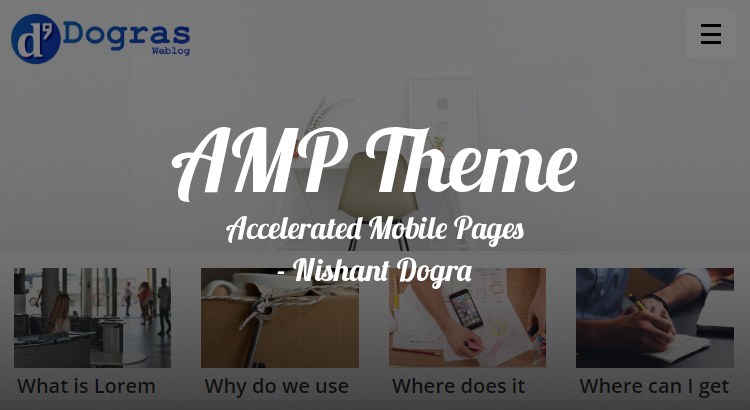 d'
Dogras
Weblog
AMP Theme
Accelerated Mobile Pages
- Nishant Dogra
What is Lorem
Why do we use
Where does it
Where can I get